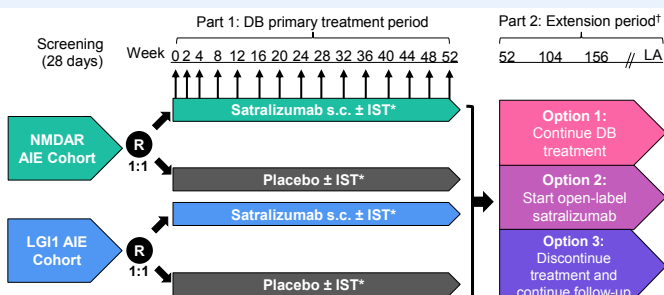 Part 1: DB primary treatment period
Part 2: Extension period†
Screening
(28 days)
Week 0 2 4 8 12 16 20 24 28 32 36 40 44 48 52
52 104 156 // LA
NMDAR
AIE Cohort
R
1:1
Satralizumab s.c. ± IST*
Placebo ± IST*
LGI1 AIE
Cohort
R
1:1
Satralizumab s.c. ± IST*
Placebo ± IST*
Option 1:
Continue DB
treatment
Option 2:
Start open-label
satralizumab
Option 3:
Discontinue
treatment and
continue follow-up